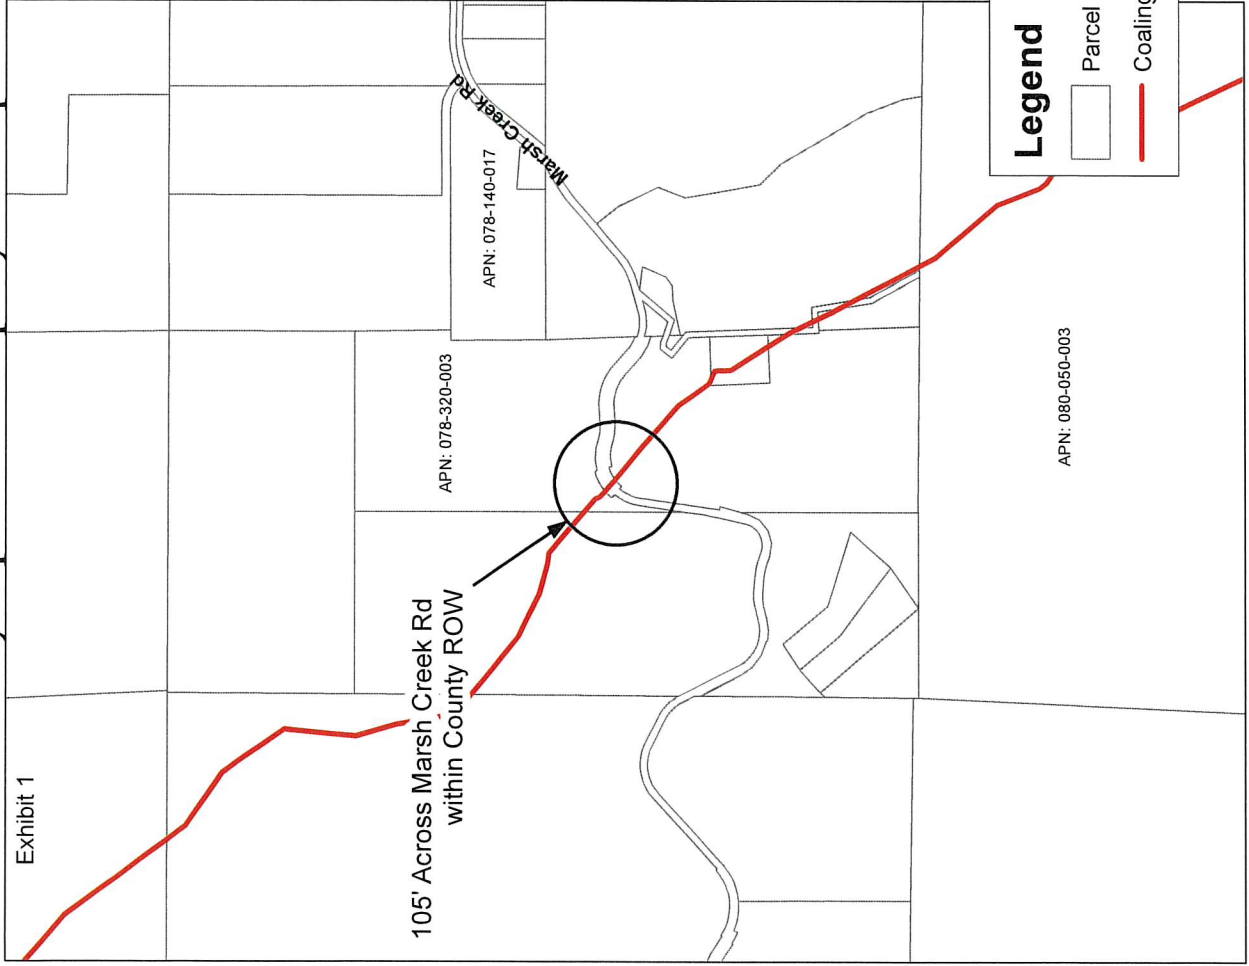 Exhibit 1
105' Across Marsh Creek Rd
within County ROW
APN: 078-320-003
APN: 078-140-017
Marsh Creek Rd
APN: 080-050-003
Legend
Parcel